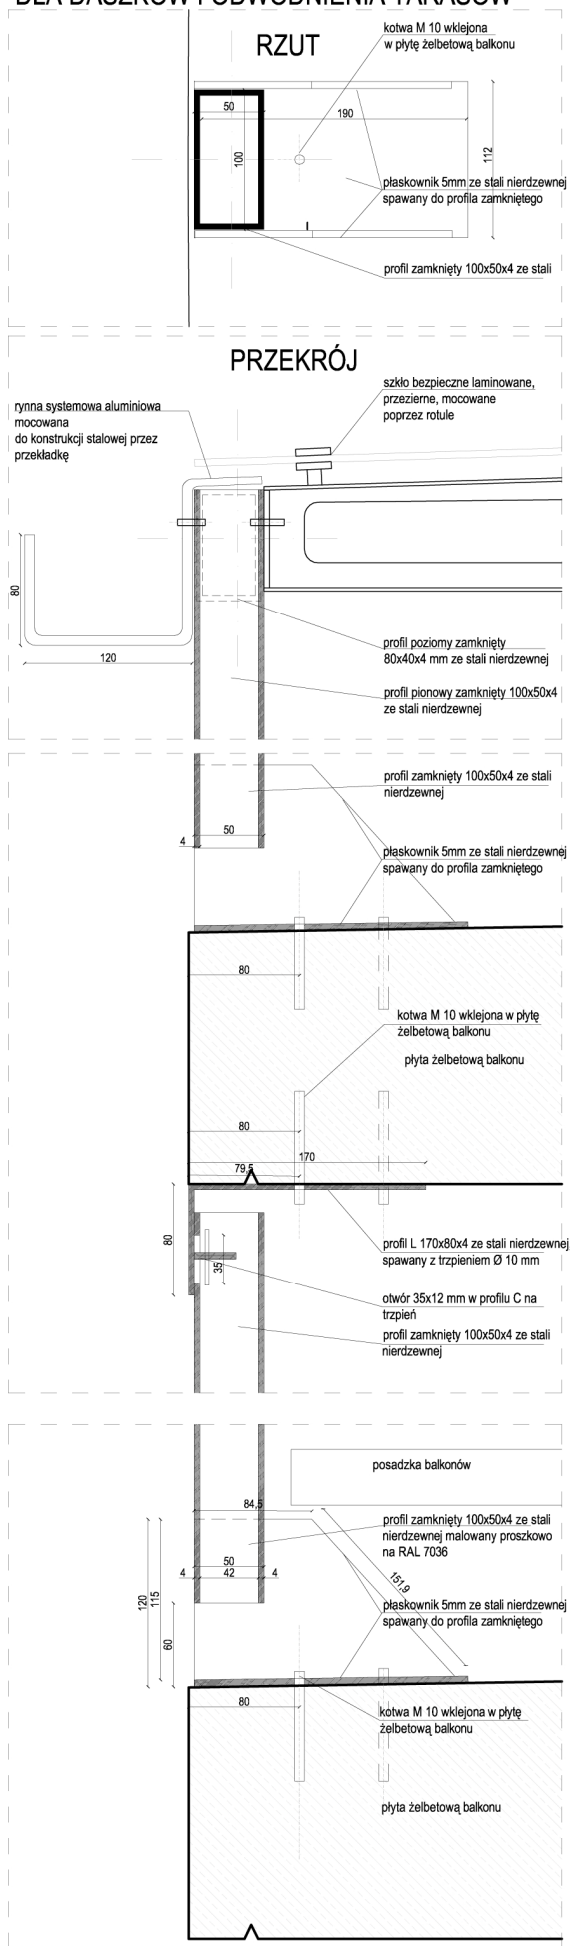 DLA DASZKÓW I ODWODNIENIA TARASÓW
RZUT
kotwa M 10 wklejona
w płytę żelbetową balkonu
50
190
100
112
płaskownik 5mm ze stali nierdzewnej
spawany do profila zamkniętego
profil zamknięty 100x50x4 ze stali
PRZEKRÓJ
szkło bezpieczne laminowane,
przezierne, mocowane
poprzez rotule
rynna systemowa aluminiowa
mocowana
do konstrukcji stalowej przez
przekładkę
80
120
profil poziomy zamknięty
80x40x4 mm ze stali nierdzewnej
profil pionowy zamknięty 100x50x4
ze stali nierdzewnej
profil zamknięty 100x50x4 ze stali
nierdzewnej
50
4
płaskownik 5mm ze stali nierdzewnej
spawany do profila zamkniętego
80
kotwa M 10 wklejona w płytę
żelbetową balkonu
płyta żelbetową balkonu
80
170
79,5
80
35
profil L 170x80x4 ze stali nierdzewnej
spawany z trzpieniem Ø 10 mm
otwór 35x12 mm w profilu C na
trzpień
profil zamknięty 100x50x4 ze stali
nierdzewnej
posadzka balkonów
84,5
profil zamknięty 100x50x4 ze stali
nierdzewnej malowany proszkowo
na RAL 7036
50
4
42
4
151,9
120
115
60
płaskownik 5mm ze stali nierdzewnej
spawany do profila zamkniętego
80
kotwa M 10 wklejona w płytę
żelbetową balkonu
płyta żelbetową balkonu